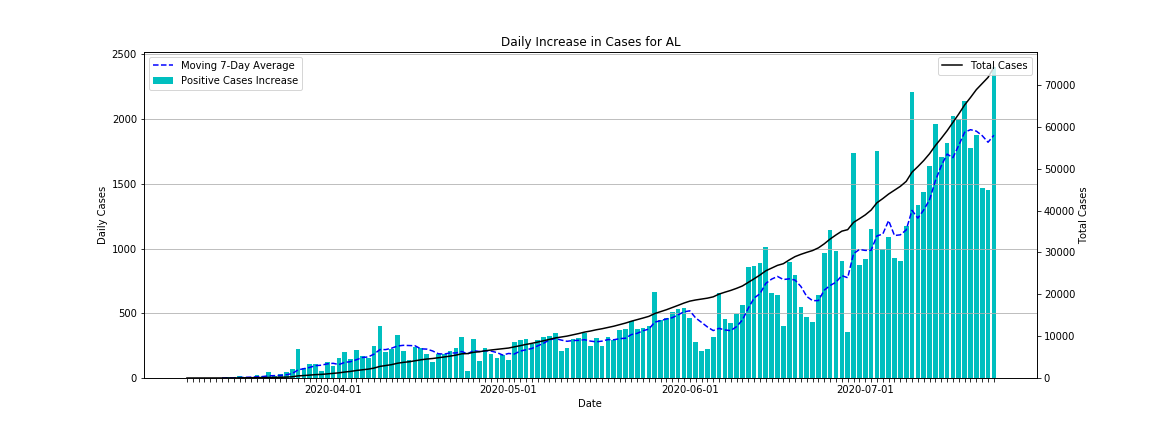 Daily Increase in Cases for AL
Moving 7-Day Average
Positive Cases Increase
Total Cases
2500
2000
1500
1000
500
0
Daily Cases
70000
60000
50000
40000
30000
20000
10000
0
Total Cases
2020-04-01
2020-05-01
2020-06-01
2020-07-01
Date